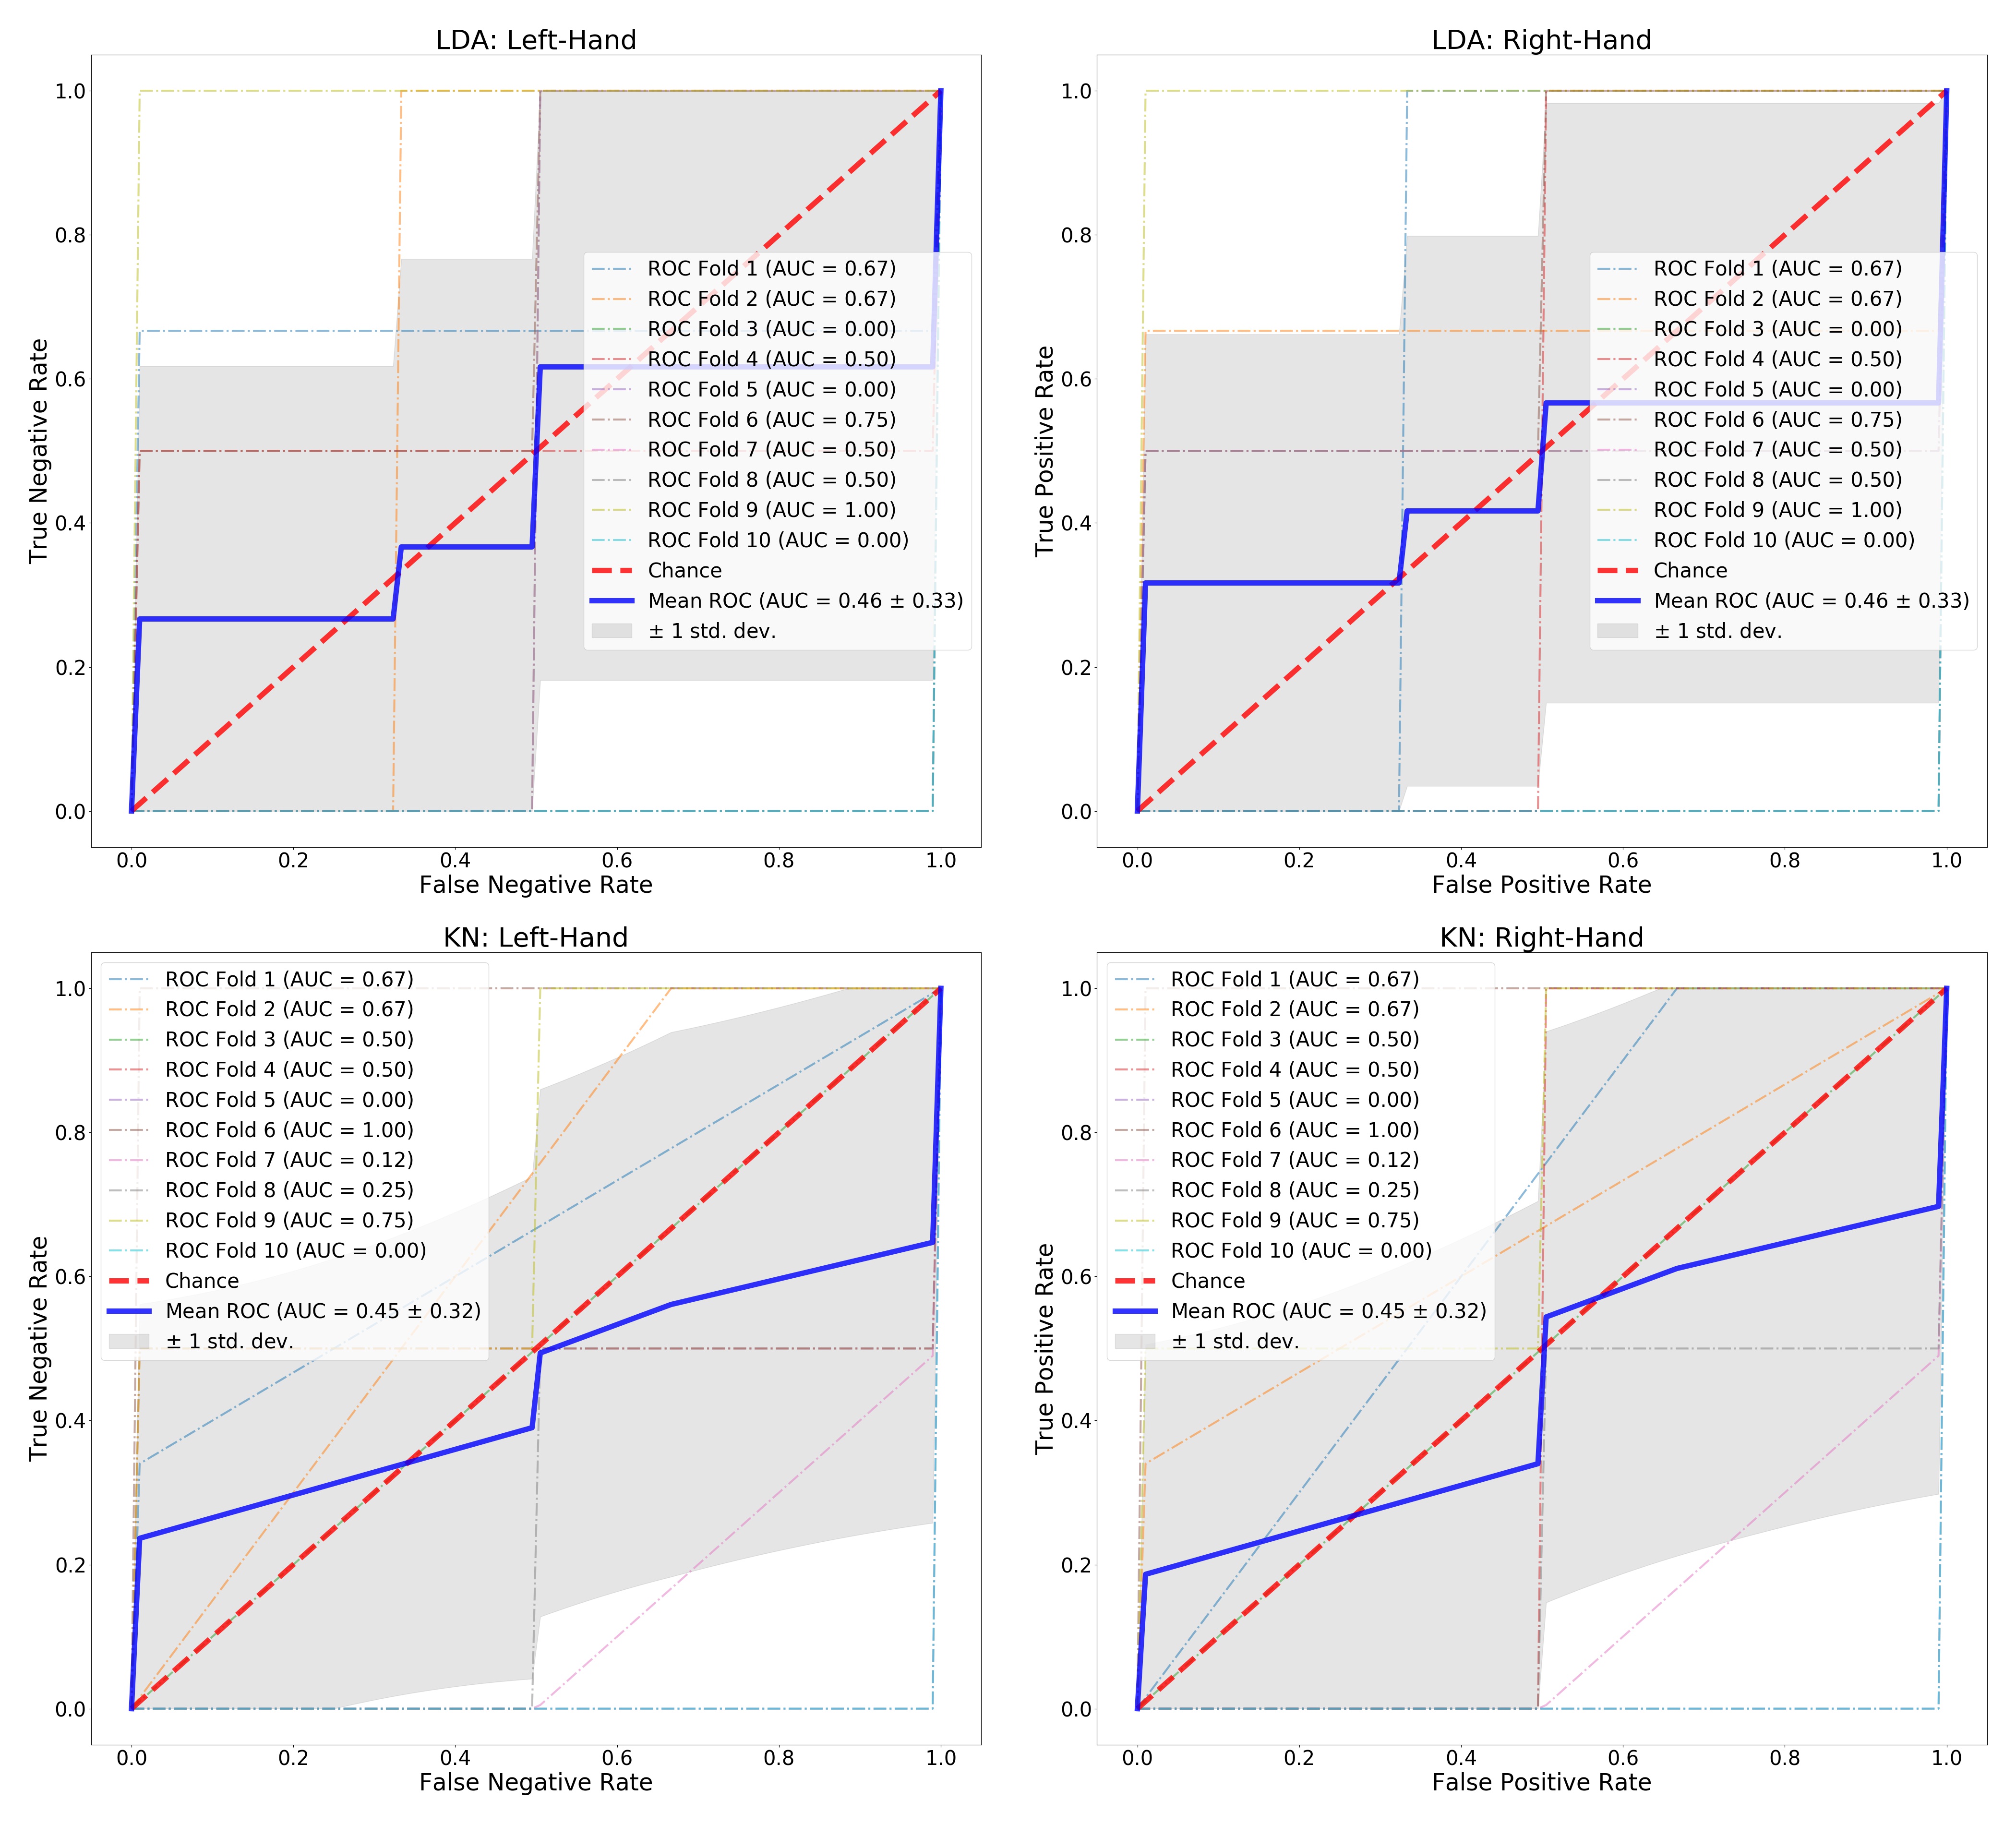 LDA: Left-Hand
True Negative Rate
1.0
0.8
0.6
0.4
0.2
0.0
ROC Fold 1 (AUC = 0.67)
ROC Fold 2 (AUC = 0.67)
ROC Fold 3 (AUC = 0.00)
ROC Fold 4 (AUC = 0.50)
ROC Fold 5 (AUC = 0.00)
ROC Fold 6 (AUC = 0.75)
ROC Fold 7 (AUC = 0.50)
ROC Fold 8 (AUC = 0.50)
ROC Fold 9 (AUC = 1.00)
ROC Fold 10 (AUC = 0.00)
Chance
Mean ROC (AUC = 0.46 ± 0.33)
± 1 std. dev.
0.0 0.2 0.4 0.6 0.8 1.0
False Negative Rate
LDA: Right-Hand
True Positive Rate
1.0
0.8
0.6
0.4
0.2
0.0
ROC Fold 1 (AUC = 0.67)
ROC Fold 2 (AUC = 0.67)
ROC Fold 3 (AUC = 0.00)
ROC Fold 4 (AUC = 0.50)
ROC Fold 5 (AUC = 0.00)
ROC Fold 6 (AUC = 0.75)
ROC Fold 7 (AUC = 0.50)
ROC Fold 8 (AUC = 0.50)
ROC Fold 9 (AUC = 1.00)
ROC Fold 10 (AUC = 0.00)
Chance
Mean ROC (AUC = 0.46 ± 0.33)
± 1 std. dev.
0.0 0.2 0.4 0.6 0.8 1.0
False Positive Rate
KN: Left-Hand
True Negative Rate
1.0
0.8
0.6
0.4
0.2
0.0
ROC Fold 1 (AUC = 0.67)
ROC Fold 2 (AUC = 0.67)
ROC Fold 3 (AUC = 0.50)
ROC Fold 4 (AUC = 0.50)
ROC Fold 5 (AUC = 0.00)
ROC Fold 6 (AUC = 1.00)
ROC Fold 7 (AUC = 0.12)
ROC Fold 8 (AUC = 0.25)
ROC Fold 9 (AUC = 0.75)
ROC Fold 10 (AUC = 0.00)
Chance
Mean ROC (AUC = 0.45 ± 0.32)
± 1 std. dev.
0.0 0.2 0.4 0.6 0.8 1.0
False Negative Rate
KN: Right-Hand
True Positive Rate
1.0
0.8
0.6
0.4
0.2
0.0
ROC Fold 1 (AUC = 0.67)
ROC Fold 2 (AUC = 0.67)
ROC Fold 3 (AUC = 0.50)
ROC Fold 4 (AUC = 0.50)
ROC Fold 5 (AUC = 0.00)
ROC Fold 6 (AUC = 1.00)
ROC Fold 7 (AUC = 0.12)
ROC Fold 8 (AUC = 0.25)
ROC Fold 9 (AUC = 0.75)
ROC Fold 10 (AUC = 0.00)
Chance
Mean ROC (AUC = 0.45 ± 0.32)
± 1 std. dev.
0.0 0.2 0.4 0.6 0.8 1.0
False Positive Rate